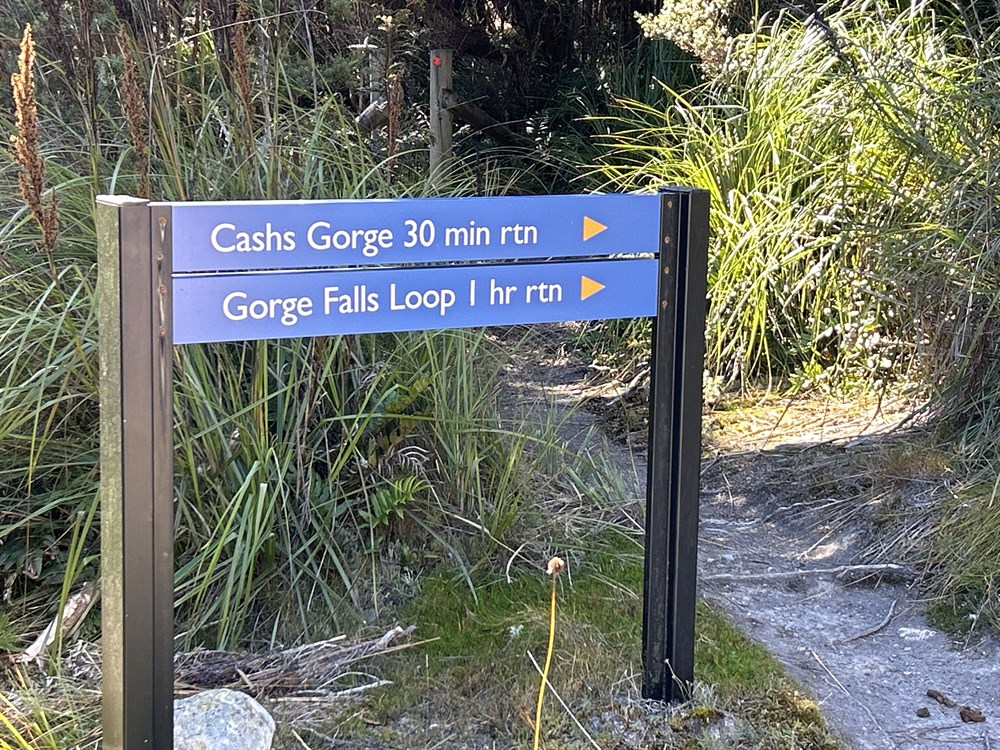 Cashs Gorge 30 min rtn
Gorge Falls Loop 1 hr rtn